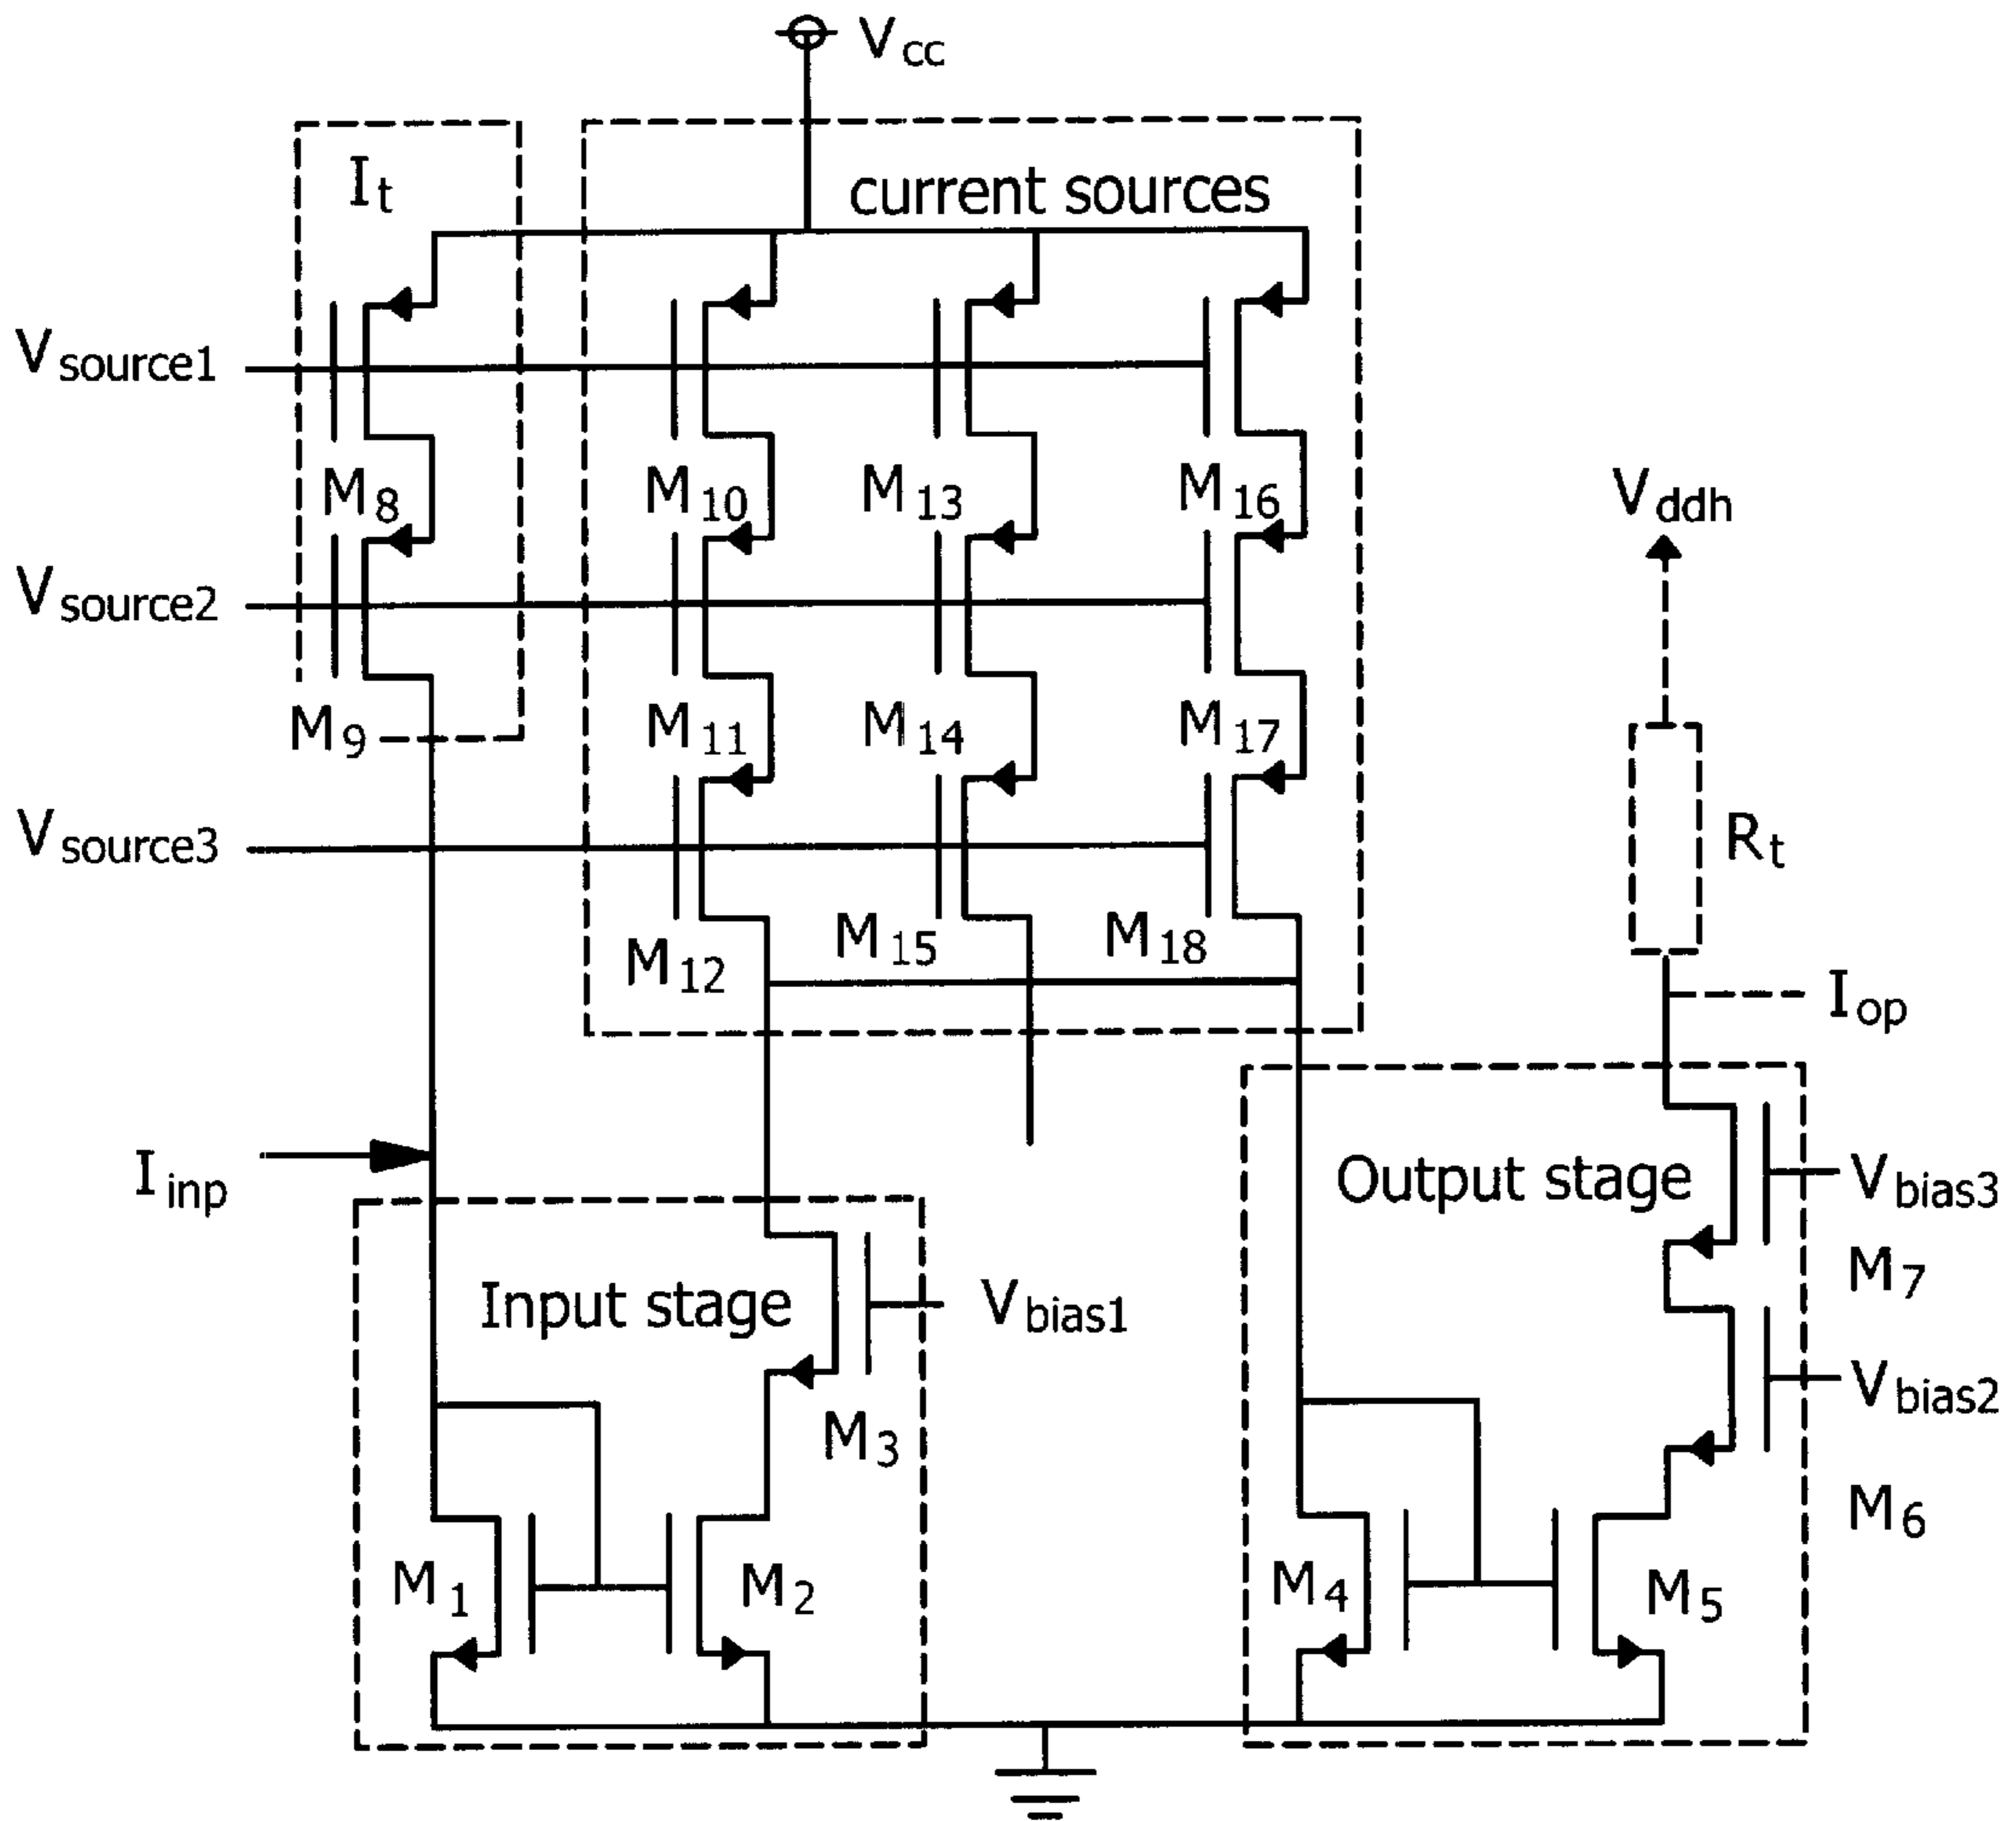 Vcc
It
current sources
Vsource1
M8
M10
M13
M16
Vddh
Vsource2
M9
M11
M14
M17
Vsource3
Rt
M12
M15
M18
Iop
Iinp
Output stage
Vbias3
Input stage
Vbias1
M7
Vbias2
M3
M6
M1
M2
M4
M5